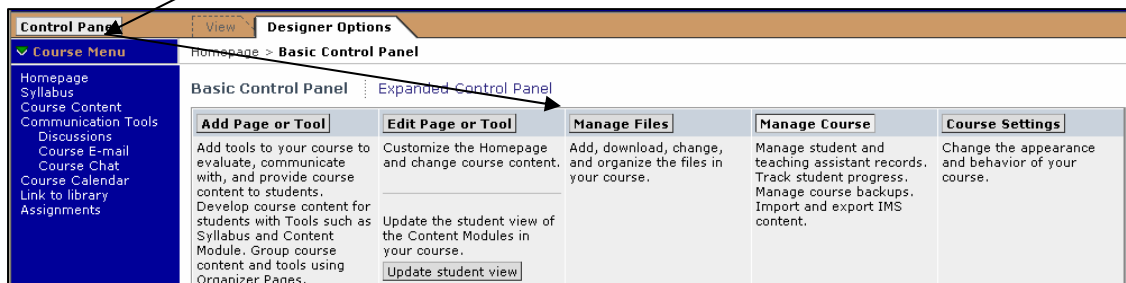 Control Panel
View
Designer Options
Course Menu
Homepage > Basic Control Panel
Homepage
Syllabus
Course Content
Communication Tools
Discussions
Course E-mail
Course Chat
Course Calendar
Link to library
Assignments
Basic Control Panel
Expanded Control Panel
Add Page or Tool
Add tools to your course to
evaluate, communicate
with, and provide course
content to students.
Develop course content for
students with Tools such as
Syllabus and Content
Module. Group course
content and tools using
Organizer Pages.
Edit Page or Tool
Customize the Homepage
and change course content.
Update the student view of
the Content Modules in
your course.
Update student view
Manage Files
Add, download, change,
and organize the files in
your course.
Manage Course
Manage student and
teaching assistant records.
Track student progress.
Manage course backups.
Import and export IMS
content.
Course Settings
Change the appearance
and behavior of your
course.